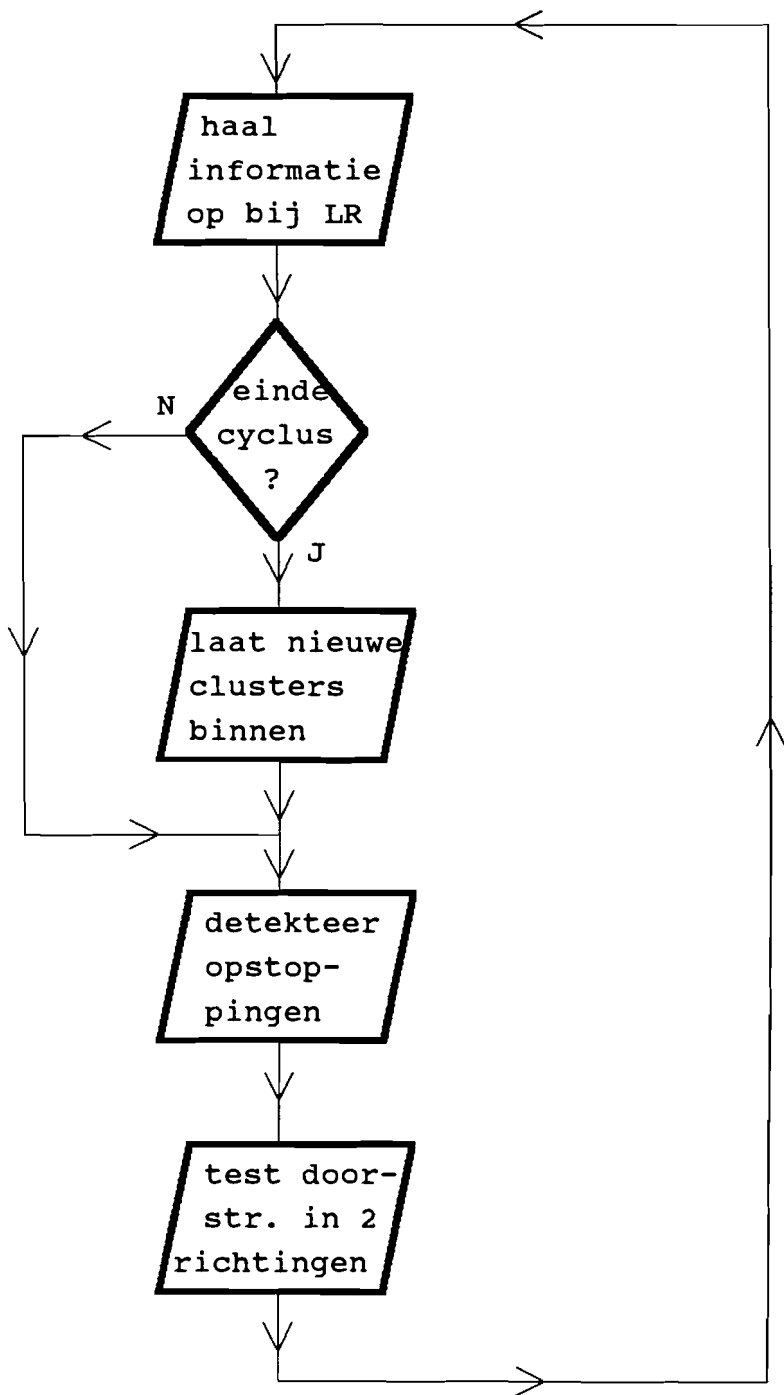 haal
informatie
op bij LR
N
einde
cyclus
?
J
laat nieuwe
clusters
binnen
detekteer
opstop-
pingen
test door-
str. in 2
richtingen